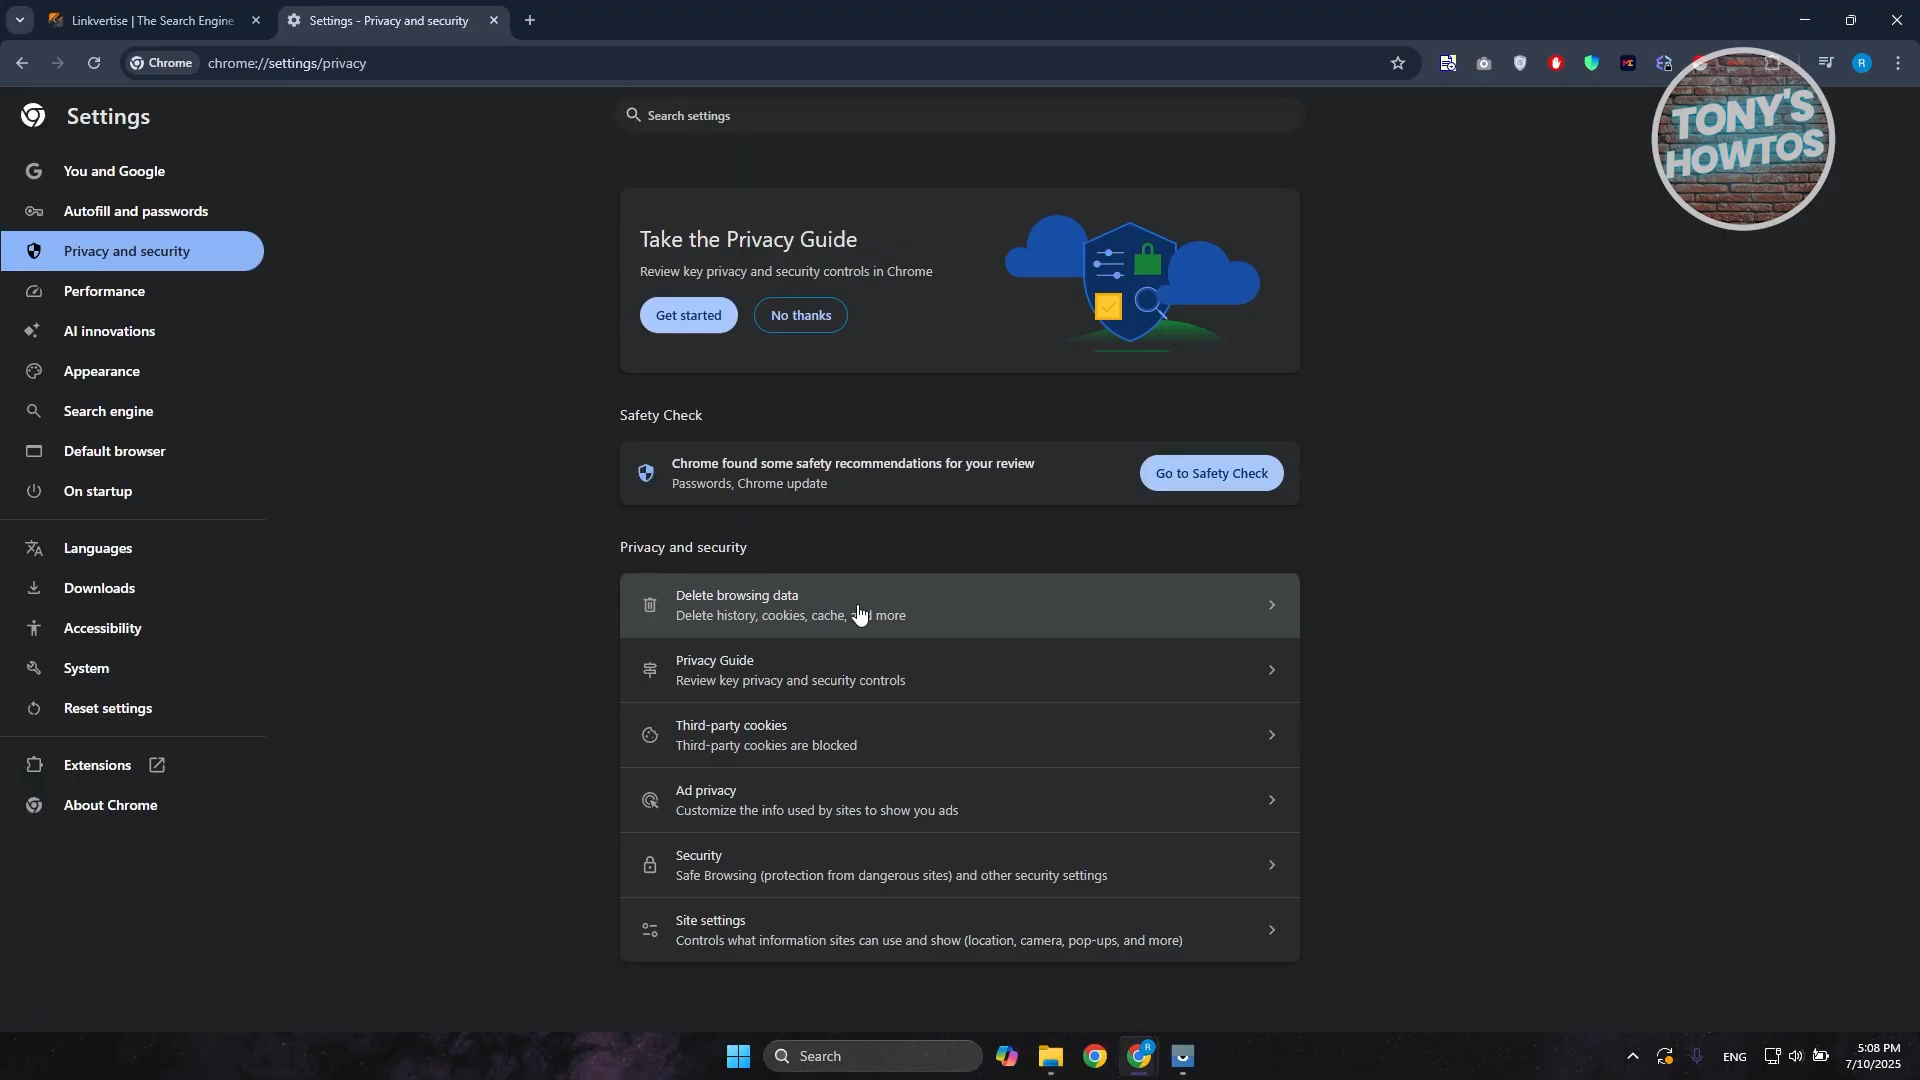 Linkvertise | The Search Engine
Settings - Privacy and security
Chrome
chrome://settings/privacy
R
TONY'S
HOWTOS
Settings
Search settings
You and Google
Autofill and passwords
Privacy and security
Performance
AI innovations
Appearance
Search engine
Default browser
On startup
Languages
Downloads
Accessibility
System
Reset settings
Extensions
About Chrome
Take the Privacy Guide
Review key privacy and security controls in Chrome
Get started
No thanks
Safety Check
Chrome found some safety recommendations for your review
Passwords, Chrome update
Go to Safety Check
Privacy and security
Delete browsing data
Delete history, cookies, cache, and more
Privacy Guide
Review key privacy and security controls
Third-party cookies
Third-party cookies are blocked
Ad privacy
Customize the info used by sites to show you ads
Security
Safe Browsing (protection from dangerous sites) and other security settings
Site settings
Controls what information sites can use and show (location, camera, pop-ups, and more)
Search
R
ENG
5:08 PM
7/10/2025